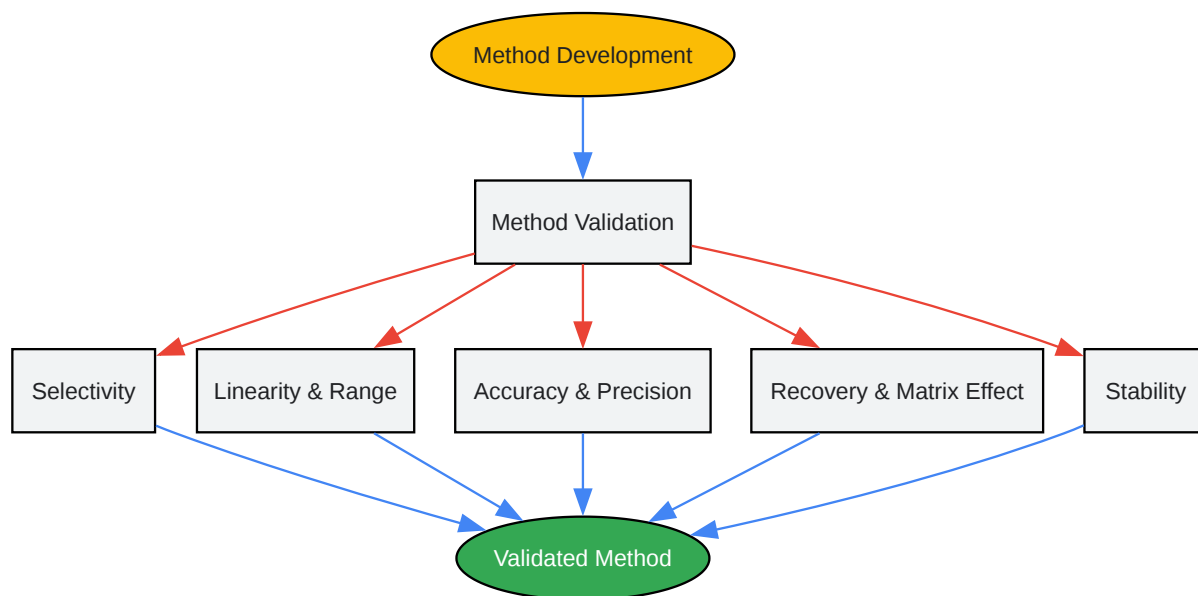 Method Development
Method Validation
Selectivity
Linearity & Range
Accuracy & Precision
Recovery & Matrix Effect
Stability
Validated Method